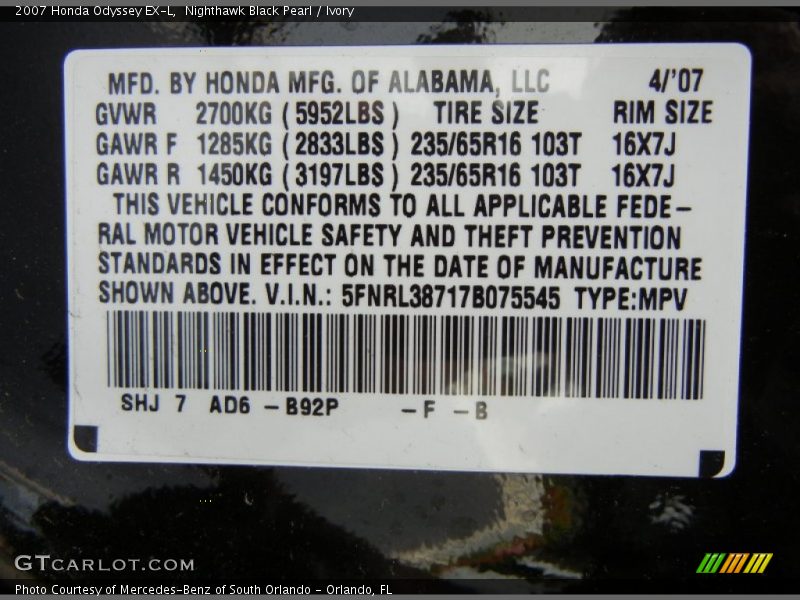 2007 Honda Odyssey EX-L,  Nighthawk Black Pearl / Ivory
MFD. BY HONDA MFG. OF ALABAMA, LLC 4/'07
GVWR 2700KG (5952LBS) TIRE SIZE RIM SIZE
GAWR F 1285KG (2833LBS) 235/65R16 103T 16X7J
GAWR R 1450KG (3197LBS) 235/65R16 103T 16X7J
THIS VEHICLE CONFORMS TO ALL APPLICABLE FEDE-
RAL MOTOR VEHICLE SAFETY AND THEFT PREVENTION
STANDARDS IN EFFECT ON THE DATE OF MANUFACTURE
SHOWN ABOVE. V.I.N.: 5FNRL38717B075545 TYPE:MPV
SHJ 7 AD6 -B92P -F -B
GTCARLOT.COM
Photo Courtesy of Mercedes-Benz of South Orlando - Orlando, FL